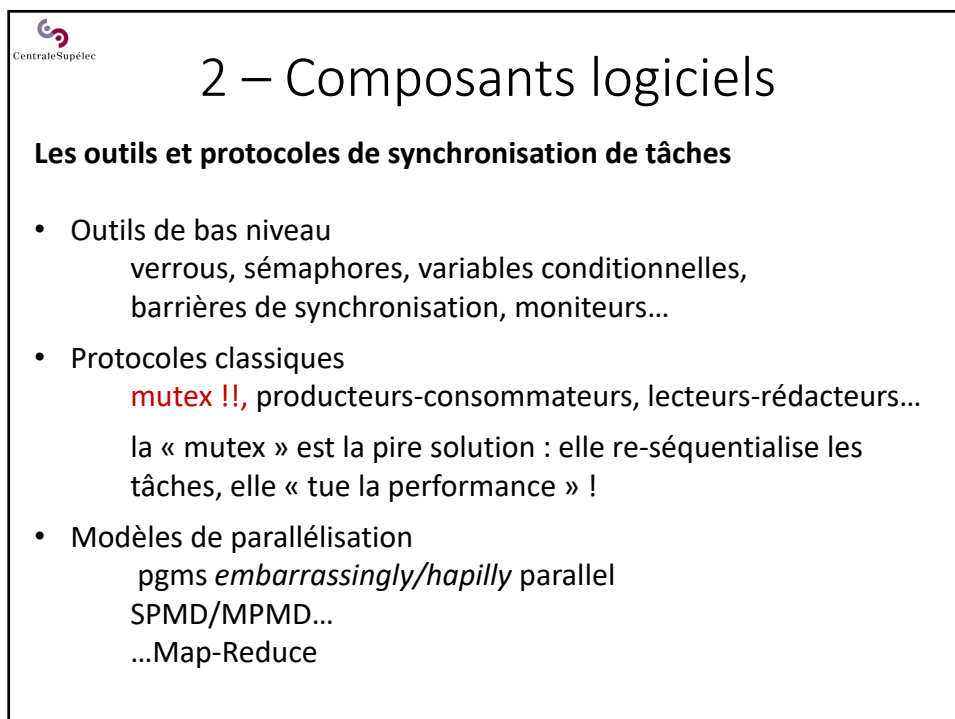 CentraleSupélec
2 – Composants logiciels
Les outils et protocoles de synchronisation de tâches
• Outils de bas niveau
verrous, sémaphores, variables conditionnelles,
barrières de synchronisation, moniteurs…
• Protocoles classiques
mutex !!, producteurs-consommateurs, lecteurs-rédacteurs…
la « mutex » est la pire solution : elle re-séquentialise les
tâches, elle « tue la performance » !
• Modèles de parallélisation
pgms embarrassingly/hapilly parallel
SPMD/MPMD…
…Map-Reduce